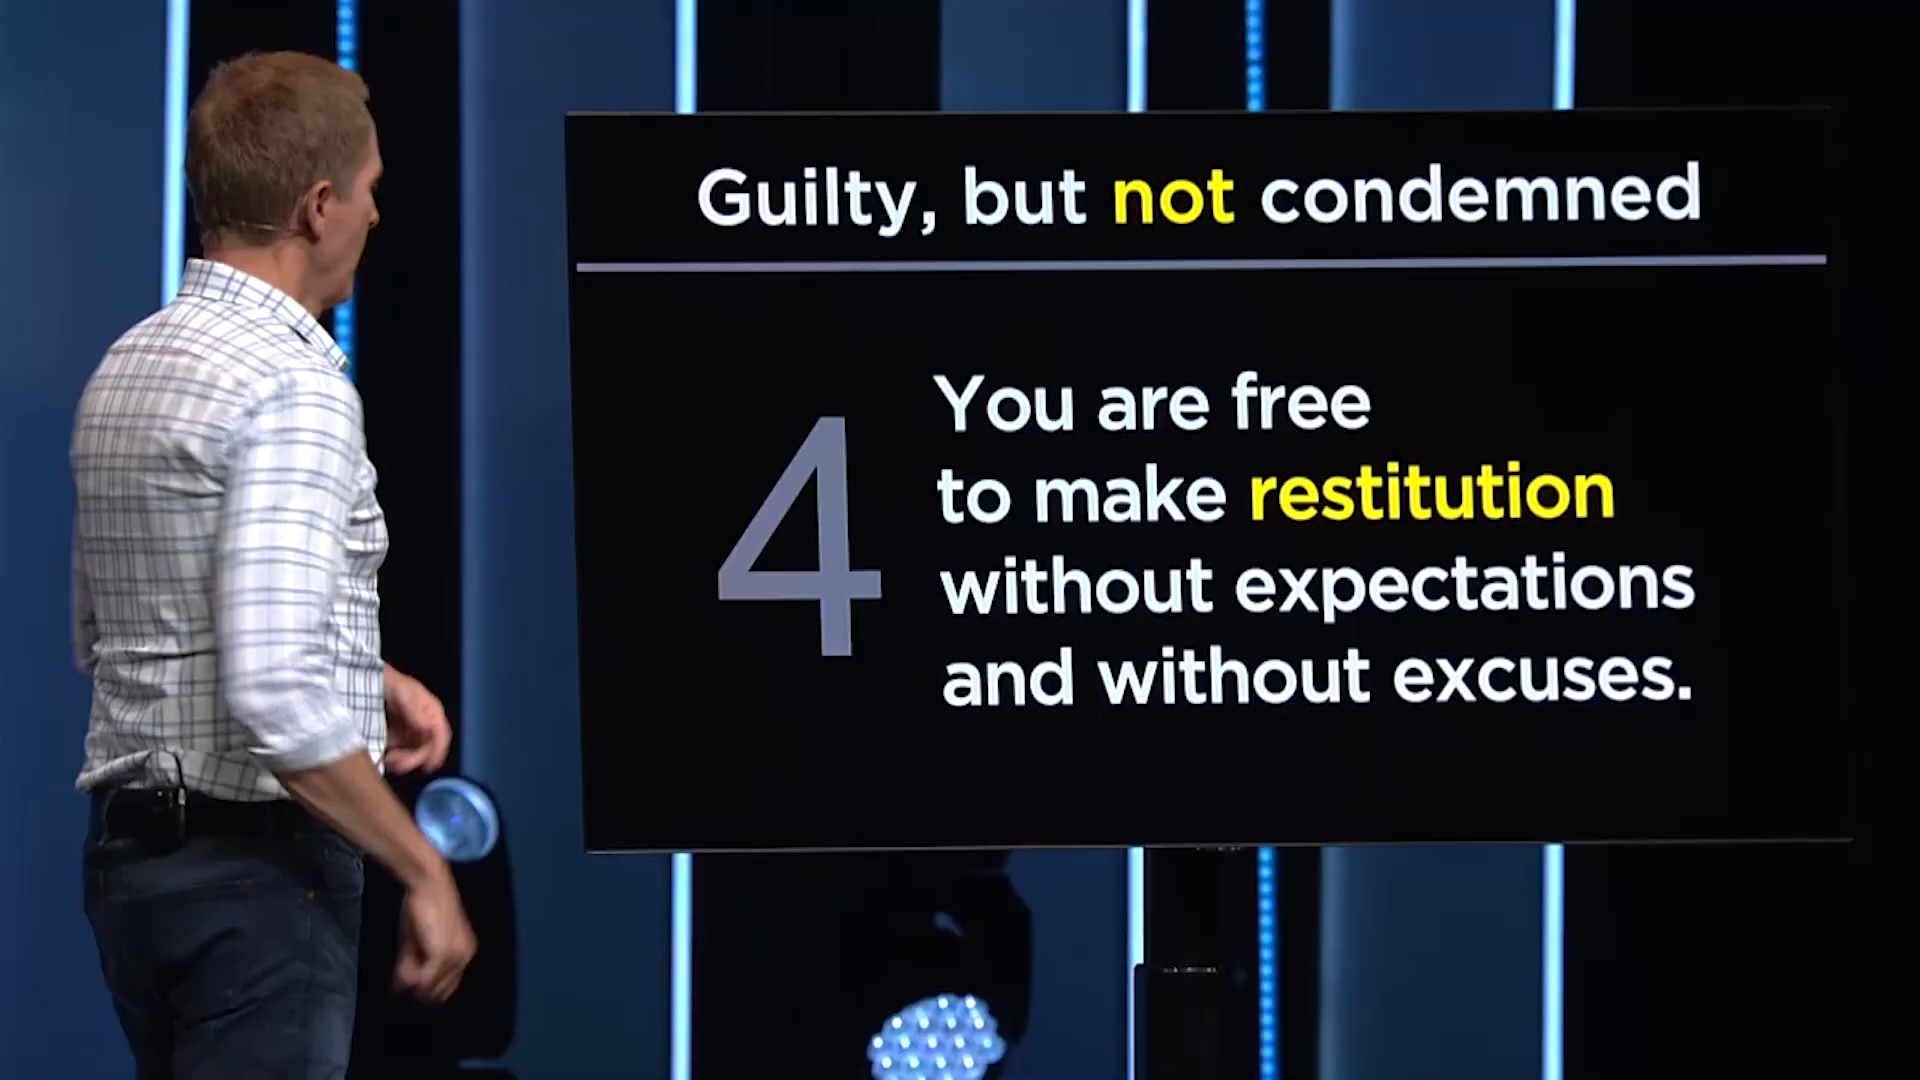 Guilty, but not condemned
4
You are free
to make restitution
without expectations
and without excuses.